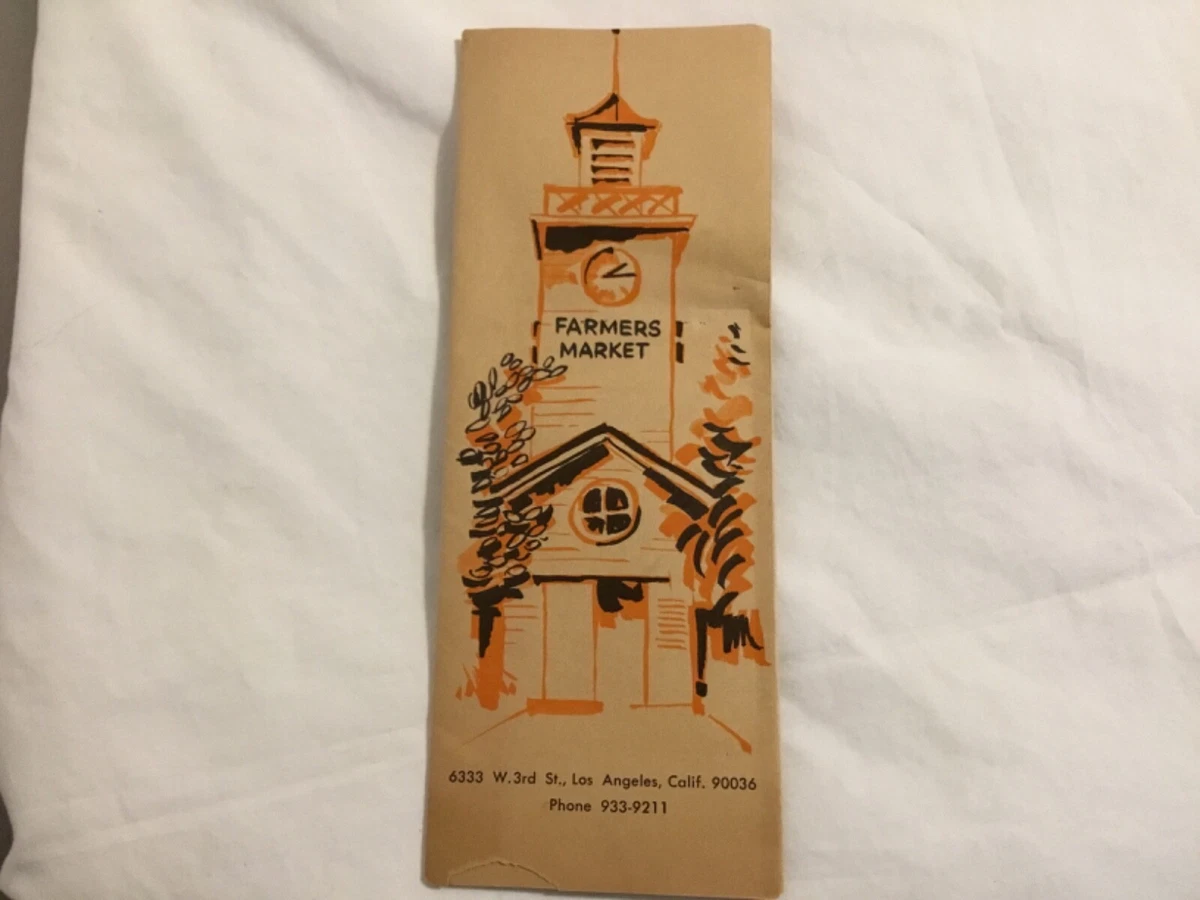 FARMERS
MARKET
6333 W. 3rd St., Los Angeles, Calif. 90036
Phone 933-9211